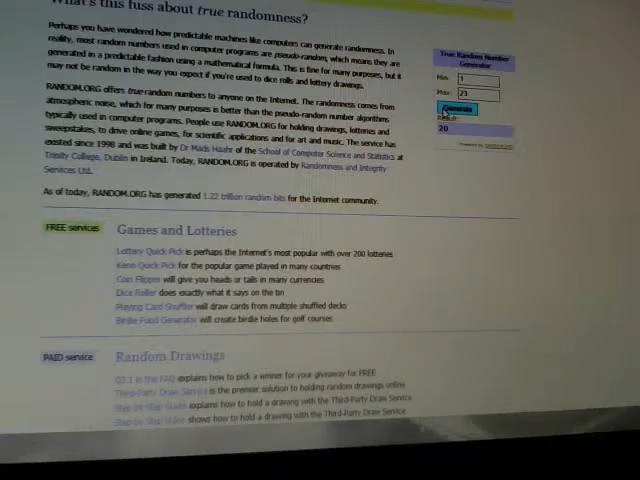 What's this fuss about true randomness?
Perhaps you have wondered how predictable machines like computers can generate randomness. In
reality, most random numbers used in computer programs are pseudo-random, which means they are
generated in a predictable fashion using a mathematical formula. This is fine for many purposes, but it
may not be random in the way you expect if you're used to dice rolls and lottery drawings.
RANDOM.ORG offers true random numbers to anyone on the Internet. The randomness comes from
atmospheric noise, which for many purposes is better than the pseudo-random number algorithms
typically used in computer programs. People use RANDOM.ORG for holding drawings, lotteries and
sweepstakes, to drive online games, for scientific applications and for art and music. The service has
existed since 1998 and was built by Dr Mads Haahr of the School of Computer Science and Statistics at
Trinity College, Dublin in Ireland. Today, RANDOM.ORG is operated by Randomness and Integrity
Services Ltd.
As of today, RANDOM.ORG has generated 1.22 trillion random bits for the Internet community.
True Random Number
Generator
Min: 1
Max: 23
Generate
Result:
20
Powered by RANDOM.ORG
FREE services
Games and Lotteries
Lottery Quick Pick is perhaps the Internet's most popular with over 200 lotteries
Keno Quick Pick for the popular game played in many countries
Coin Flipper will give you heads or tails in many currencies
Dice Roller does exactly what it says on the tin
Playing Card Shuffler will draw cards from multiple shuffled decks
Birdie Fund Generator will create birdie holes for golf courses
PAID service
Random Drawings
Q3.1 in the FAQ explains how to pick a winner for your giveaway for FREE
Third-Party Draw Service is the premier solution to holding random drawings online
Step by Step Guide explains how to hold a drawing with the Third-Party Draw Service
Step by Step Video shows how to hold a drawing with the Third-Party Draw Service